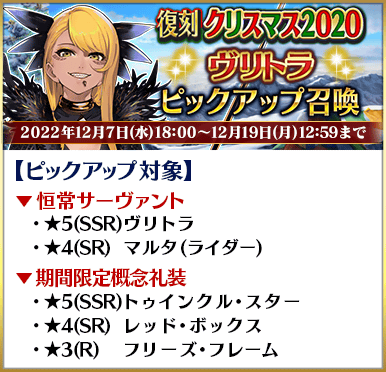 復刻 クリスマス2020
ヴリトラ
ピックアップ召喚
2022年12月7日(水)18:00～12月19日(月)12:59まで
【ピックアップ対象】
▼恒常サーヴァント
・★5(SSR)ヴリトラ
・★4(SR) マルタ(ライダー)
▼期間限定概念礼装
・★5(SSR)トゥインクル・スター
・★4(SR) レッド・ボックス
・★3(R) フリーズ・フレーム